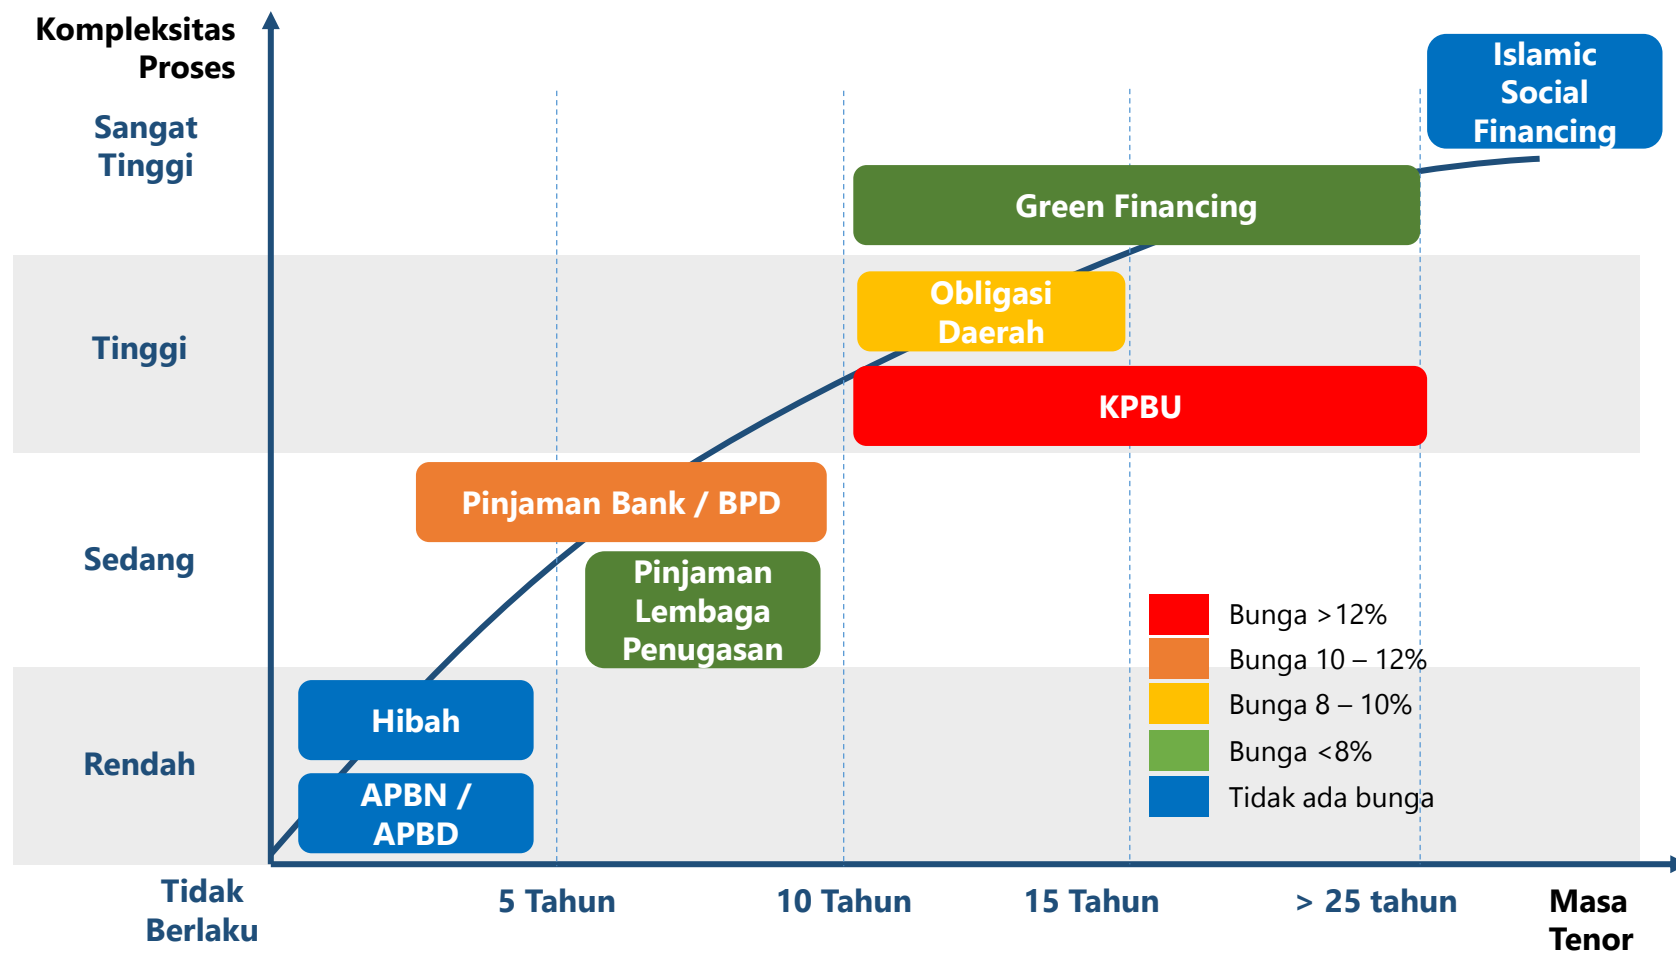 Kompleksitas
Proses
Sangat
Tinggi
Tinggi
Sedang
Rendah
Islamic
Social
Financing
Green Financing
Obligasi
Daerah
KPBU
Pinjaman Bank / BPD
Pinjaman
Lembaga
Penugasan
Hibah
APBN /
APBD
Bunga >12%
Bunga 10 – 12%
Bunga 8 – 10%
Bunga <8%
Tidak ada bunga
Tidak
Berlaku
5 Tahun
10 Tahun
15 Tahun
> 25 tahun
Masa
Tenor